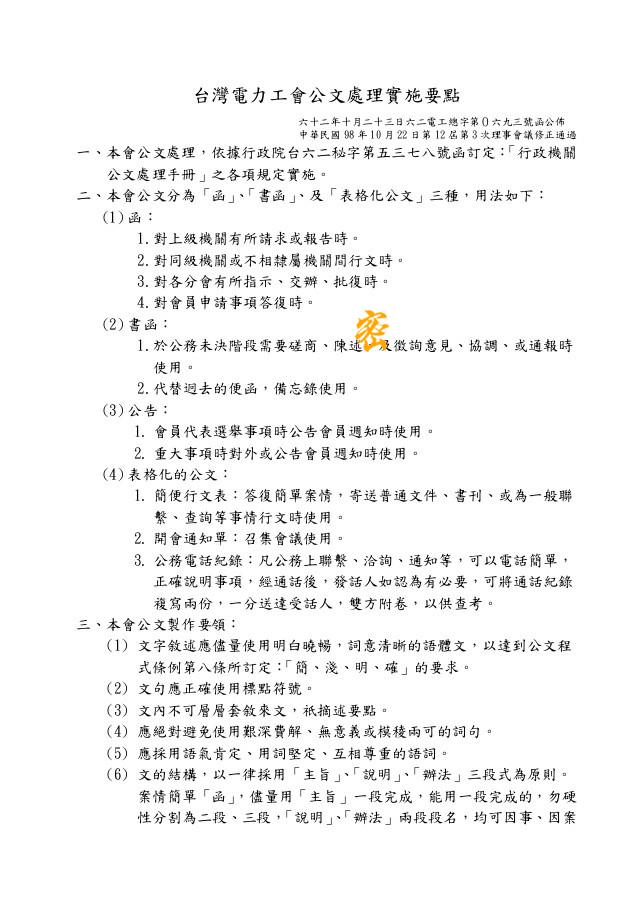 台灣電力工會公文處理實施要點
六十二年十月二十三日六二電工總字第０六九三號函公佈
中華民國 98 年 10 月 22 日第 12 屆第 3 次理事會議修正通過
一、本會公文處理，依據行政院台六二秘字第五三七八號函訂定：「行政機關
公文處理手冊」之各項規定實施。
二、本會公文分為「函」、「書函」、及「表格化公文」三種，用法如下：
(1)函：
1.對上級機關有所請求或報告時。
2.對同級機關或不相隸屬機關間行文時。
3.對各分會有所指示、交辦、批復時。
4.對會員申請事項答復時。
密
(2)書函：
1.於公務未決階段需要磋商、陳述、及徵詢意見、協調、或通報時
使用。
2.代替迥去的便函，備忘錄使用。
(3)公告：
1. 會員代表選舉事項時公告會員週知時使用。
2. 重大事項時對外或公告會員週知時使用。
(4)表格化的公文：
1. 簡便行文表：答復簡單案情，寄送普通文件、書刊、或為一般聯
繫、查詢等事情行文時使用。
2. 開會通知單：召集會議使用。
3. 公務電話紀錄：凡公務上聯繫、洽詢、通知等，可以電話簡單，
正確說明事項，經通話後，發話人如認為有必要，可將通話紀錄
複寫兩份，一分送達受話人，雙方附卷，以供查考。
三、本會公文製作要領：
(1) 文字敘述應儘量使用明白曉暢，詞意清晰的語體文，以達到公文程
式條例第八條所訂定：「簡、淺、明、確」的要求。
(2) 文句應正確使用標點符號。
(3) 文內不可層層套敘來文，祇摘述要點。
(4) 應絕對避免使用艱深費解、無意義或模稜兩可的詞句。
(5) 應採用語氣肯定、用詞堅定、互相尊重的語詞。
(6) 文的結構，以一律採用「主旨」、「說明」、「辦法」三段式為原則。
案情簡單「函」，儘量用「主旨」一段完成，能用一段完成的，勿硬
性分割為二段、三段，「說明」、「辦法」兩段段名，均可因事、因案